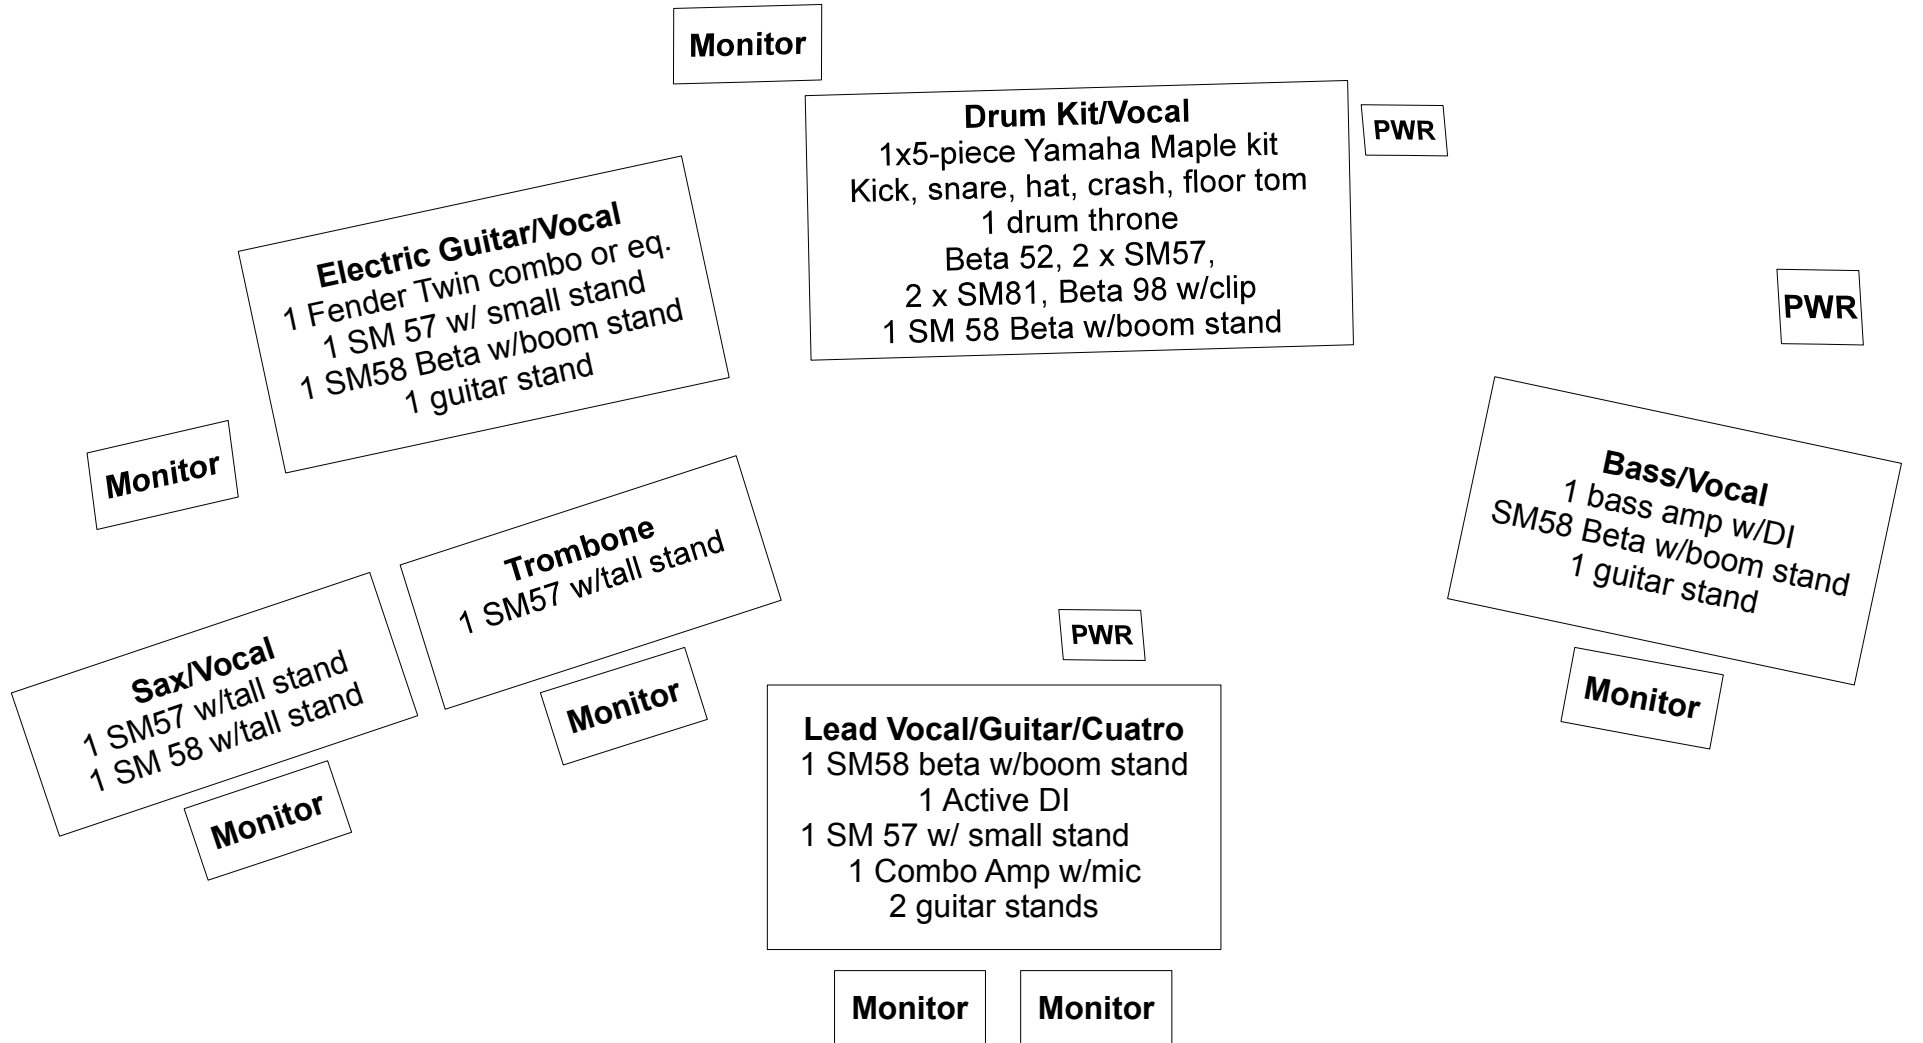 Monitor
Drum Kit/Vocal
1x5-piece Yamaha Maple kit
Kick, snare, hat, crash, floor tom
1 drum throne
Beta 52, 2 x SM57,
2 x SM81, Beta 98 w/clip
1 SM 58 Beta w/boom stand
PWR
Electric Guitar/Vocal
1 Fender Twin combo or eq.
1 SM 57 w/ small stand
1 SM58 Beta w/boom stand
1 guitar stand
PWR
Monitor
Bass/Vocal
1 bass amp w/DI
SM58 Beta w/boom stand
1 guitar stand
Trombone
1 SM57 w/tall stand
Sax/Vocal
1 SM57 w/tall stand
1 SM 58 w/tall stand
PWR
Monitor
Monitor
Monitor
Lead Vocal/Guitar/Cuatro
1 SM58 beta w/boom stand
1 Active DI
1 SM 57 w/ small stand
1 Combo Amp w/mic
2 guitar stands
Monitor
Monitor